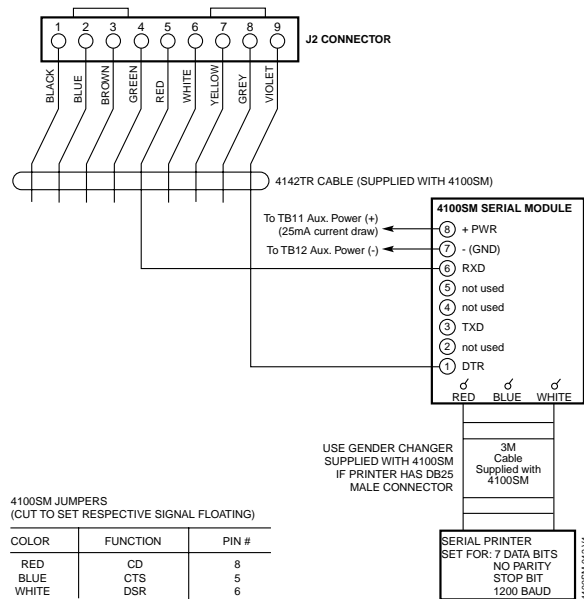 1 2 3 4 5 6 7 8 9
J2 CONNECTOR
BLACK
BLUE
BROWN
GREEN
RED
WHITE
YELLOW
GREY
VIOLET
4142TR CABLE (SUPPLIED WITH 4100SM)
To TB11 Aux. Power (+)
(25mA current draw)
To TB12 Aux. Power (-)
4100SM SERIAL MODULE
8 + PWR
7 - (GND)
6 RXD
5 not used
4 not used
3 TXD
2 not used
1 DTR
RED BLUE WHITE
USE GENDER CHANGER
SUPPLIED WITH 4100SM
IF PRINTER HAS DB25
MALE CONNECTOR
3M
Cable
Supplied with
4100SM
4100SM JUMPERS
(CUT TO SET RESPECTIVE SIGNAL FLOATING)
COLOR FUNCTION PIN #
RED CD 8
BLUE CTS 5
WHITE DSR 6
SERIAL PRINTER
SET FOR: 7 DATA BITS
NO PARITY
STOP BIT
1200 BAUD